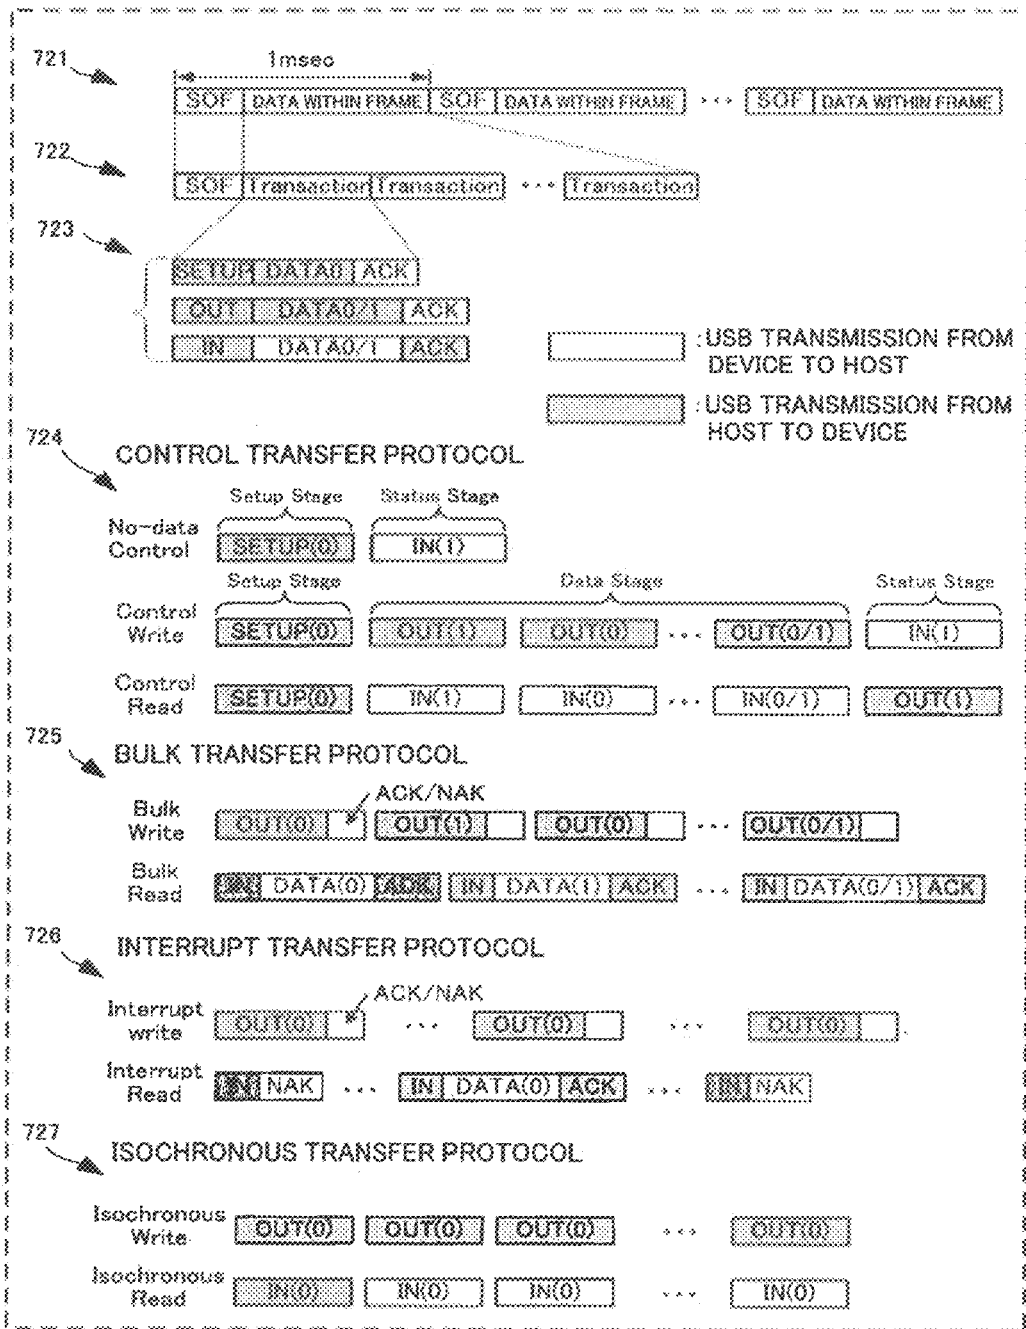 721
1msec
SOF DATA WITHIN FRAME SOF DATA WITHIN FRAME ... SOF DATA WITHIN FRAME
722
SOF Transaction Transaction ... Transaction
723
SETUP DATA0 ACK
OUT DATA0/1 ACK
IN DATA0/1 ACK
:USB TRANSMISSION FROM
DEVICE TO HOST
:USB TRANSMISSION FROM
HOST TO DEVICE
724
CONTROL TRANSFER PROTOCOL
Setup Stage Status Stage
No-data
Control
SETUP(0) IN(1)
Setup Stage Data Stage Status Stage
Control
Write
SETUP(0) OUT(1) OUT(0) ... OUT(0/1) IN(1)
Control
Read
SETUP(0) IN(1) IN(0) ... IN(0/1) OUT(1)
725
BULK TRANSFER PROTOCOL
ACK/NAK
Bulk
Write
OUT(0) OUT(1) OUT(0) ... OUT(0/1)
Bulk
Read
IN DATA(0) ACK IN DATA(1) ACK ... IN DATA(0/1) ACK
726
INTERRUPT TRANSFER PROTOCOL
ACK/NAK
Interrupt
write
OUT(0) ... OUT(0) ... OUT(0)
Interrupt
Read
IN NAK ... IN DATA(0) ACK ... IN NAK
727
ISOCHRONOUS TRANSFER PROTOCOL
Isochronous
Write
OUT(0) OUT(0) OUT(0) ... OUT(0)
Isochronous
Read
IN(0) IN(0) IN(0) ... IN(0)